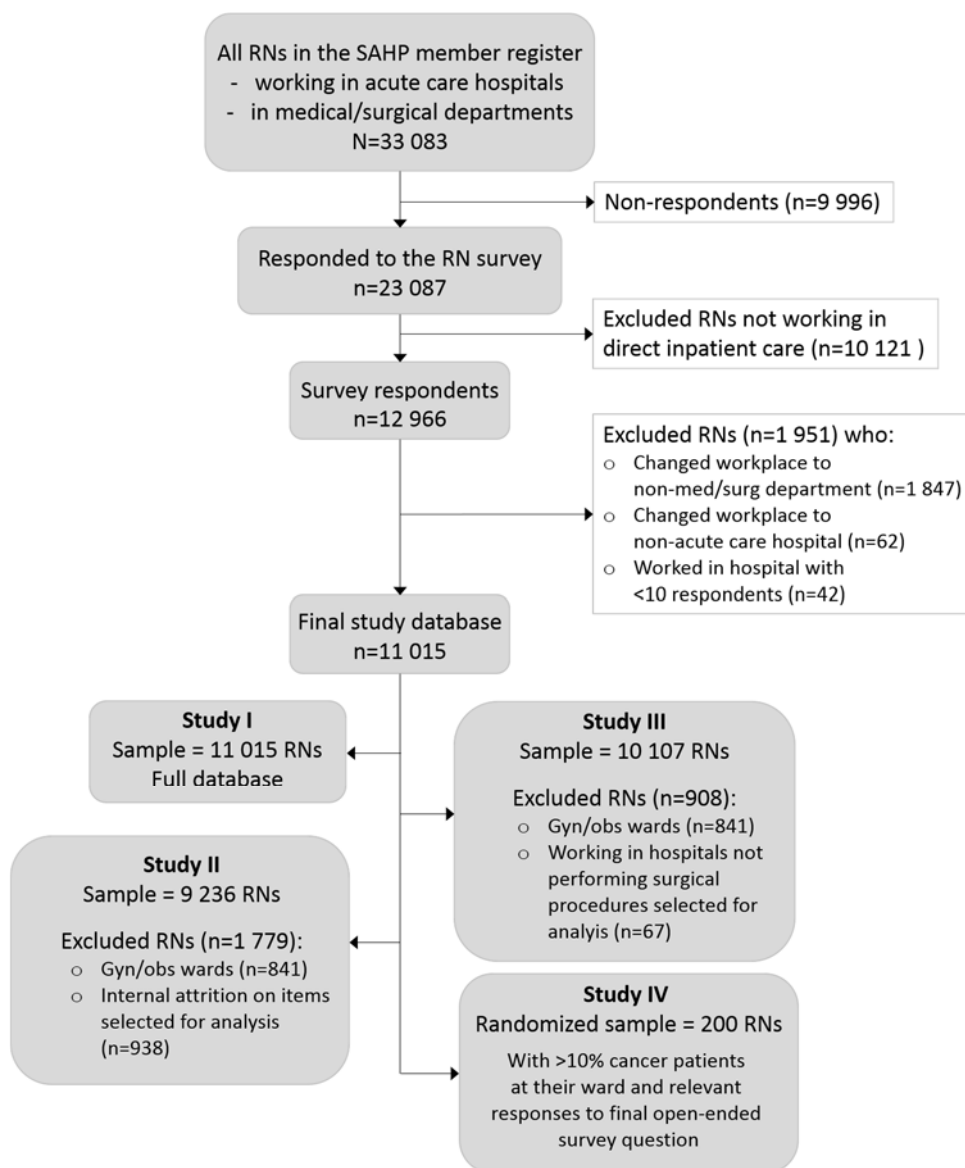 All RNs in the SAHP member register
- working in acute care hospitals
- in medical/surgical departments
N=33 083
Non-respondents (n=9 996)
Responded to the RN survey
n=23 087
Excluded RNs not working in
direct inpatient care (n=10 121 )
Survey respondents
n=12 966
Excluded RNs (n=1 951) who:
o Changed workplace to
non-med/surg department (n=1 847)
o Changed workplace to
non-acute care hospital (n=62)
o Worked in hospital with
<10 respondents (n=42)
Final study database
n=11 015
Study I
Sample = 11 015 RNs
Full database
Study III
Sample = 10 107 RNs
Excluded RNs (n=908):
o Gyn/obs wards (n=841)
o Working in hospitals not
performing surgical
procedures selected for
analyis (n=67)
Study II
Sample = 9 236 RNs
Excluded RNs (n=1 779):
o Gyn/obs wards (n=841)
o Internal attrition on items
selected for analysis
(n=938)
Study IV
Randomized sample = 200 RNs
With >10% cancer patients
at their ward and relevant
responses to final open-ended
survey question